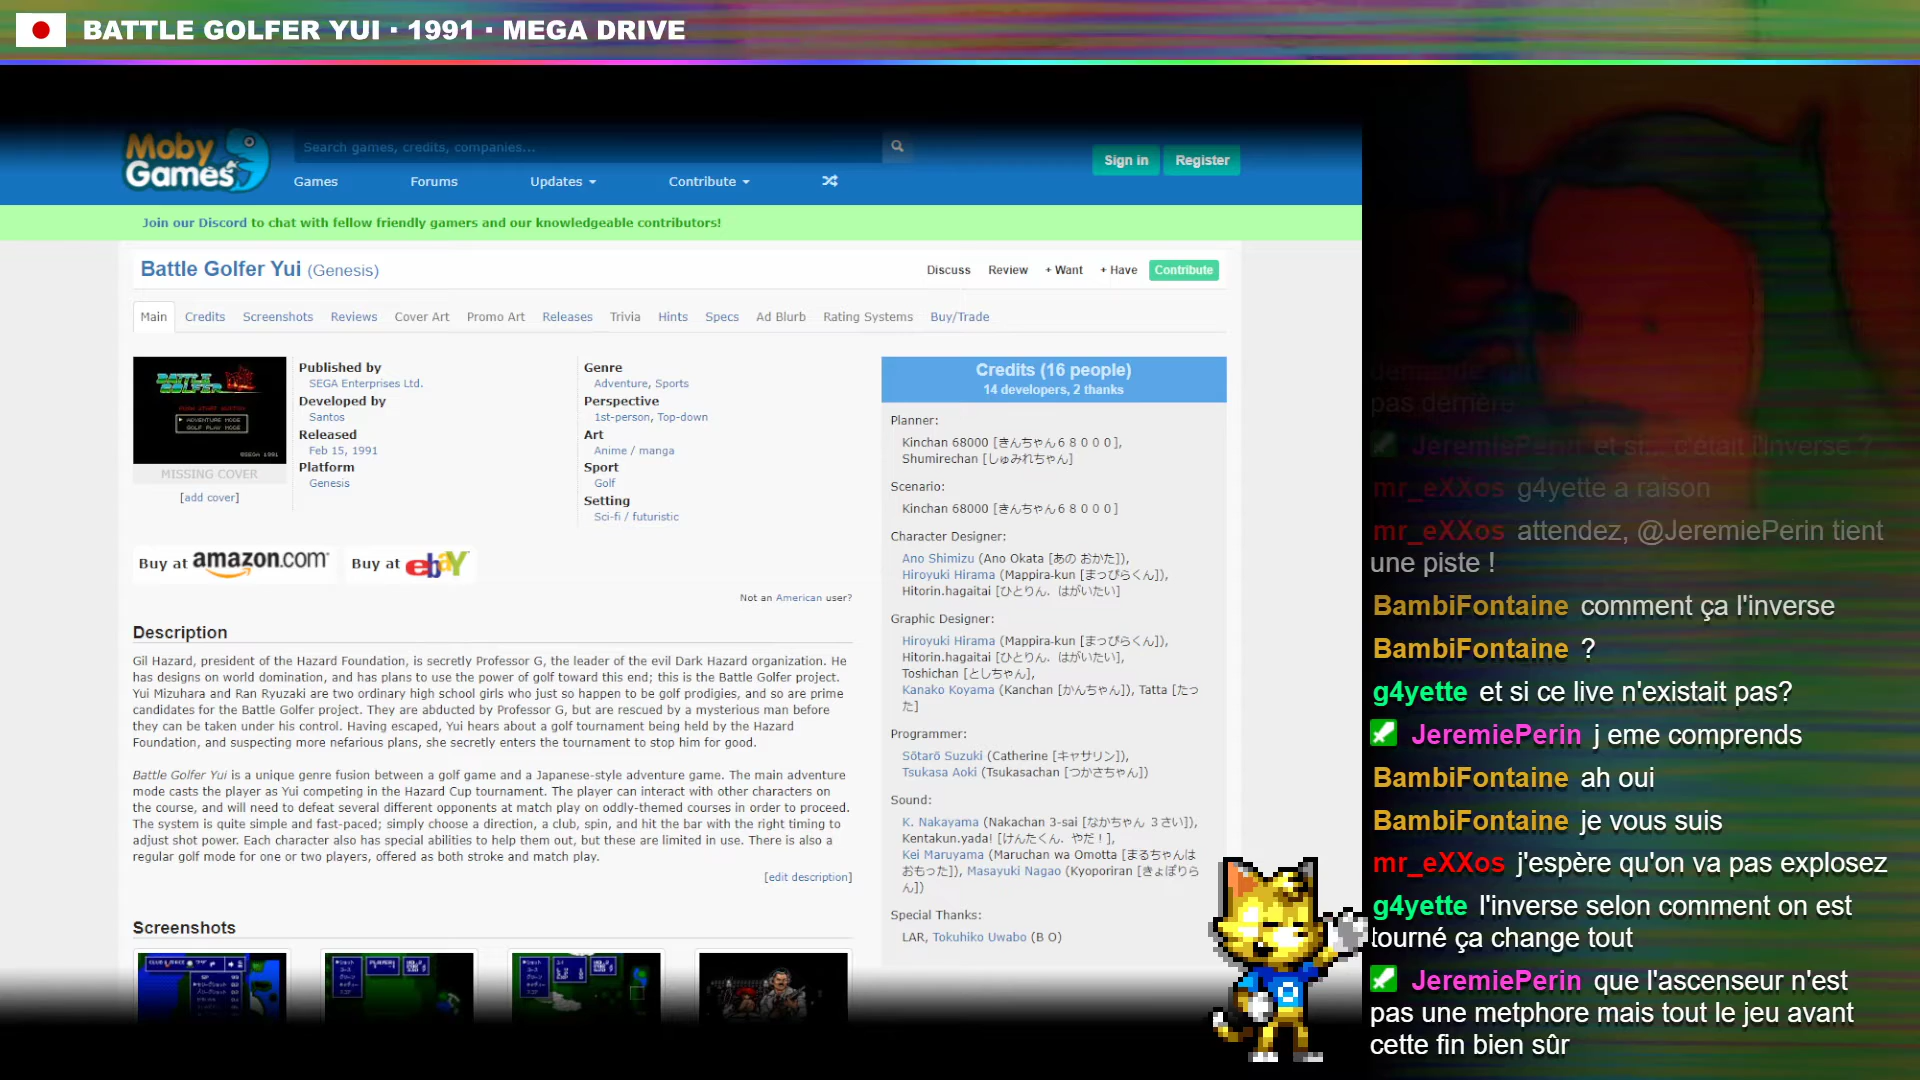 BATTLE GOLFER YUI · 1991 · MEGA DRIVE
Moby
Games
Search games, credits, companies...
Sign in
Register
Games
Forums
Updates
Contribute
Join our Discord to chat with fellow friendly gamers and our knowledgeable contributors!
Battle Golfer Yui (Genesis)
Discuss
Review
+ Want
+ Have
Contribute
Main
Credits
Screenshots
Reviews
Cover Art
Promo Art
Releases
Trivia
Hints
Specs
Ad Blurb
Rating Systems
Buy/Trade
BATTLE
GOLFER
ADVENTURE MODE
GOLF PLAY MODE
©SEGA 1991
MISSING COVER
[add cover]
Published by
SEGA Enterprises Ltd.
Developed by
Santos
Released
Feb 15, 1991
Platform
Genesis
Genre
Adventure, Sports
Perspective
1st-person, Top-down
Art
Anime / manga
Sport
Golf
Setting
Sci-fi / futuristic
Buy at amazon.com
Buy at ebay
Not an American user?
Description
Gil Hazard, president of the Hazard Foundation, is secretly Professor G, the leader of the evil Dark Hazard organization. He
has designs on world domination, and has plans to use the power of golf toward this end; this is the Battle Golfer project.
Yui Mizuhara and Ran Ryuzaki are two ordinary high school girls who just so happen to be golf prodigies, and so are prime
candidates for the Battle Golfer project. They are abducted by Professor G, but are rescued by a mysterious man before
they can be taken under his control. Having escaped, Yui hears about a golf tournament being held by the Hazard
Foundation, and suspecting more nefarious plans, she secretly enters the tournament to stop him for good.
Battle Golfer Yui is a unique genre fusion between a golf game and a Japanese-style adventure game. The main adventure
mode casts the player as Yui competing in the Hazard Cup tournament. The player can interact with other characters on
the course, and will need to defeat several different opponents at match play on oddly-themed courses in order to proceed.
The system is quite simple and fast-paced; simply choose a direction, a club, spin, and hit the bar with the right timing to
adjust shot power. Each character also has special abilities to help them out, but these are limited in use. There is also a
regular golf mode for one or two players, offered as both stroke and match play.
[edit description]
Screenshots
Credits (16 people)
14 developers, 2 thanks
Planner:
Kinchan 68000 [きんちゃん６８０００],
Shumirechan [しゅみれちゃん]
Scenario:
Kinchan 68000 [きんちゃん６８０００]
Character Designer:
Ano Shimizu (Ano Okata [あの おかた]),
Hiroyuki Hirama (Mappira-kun [まっぴらくん]),
Hitorin.hagaitai [ひとりん．はがいたい]
Graphic Designer:
Hiroyuki Hirama (Mappira-kun [まっぴらくん]),
Hitorin.hagaitai [ひとりん．はがいたい],
Toshichan [としちゃん],
Kanako Koyama (Kanchan [かんちゃん]), Tatta [たっ
た]
Programmer:
Sōtarō Suzuki (Catherine [キャサリン]),
Tsukasa Aoki (Tsukasachan [つかさちゃん])
Sound:
K. Nakayama (Nakachan 3-sai [なかちゃん ３さい]),
Kentakun.yada! [けんたくん．やだ！],
Kei Maruyama (Maruchan wa Omotta [まるちゃんは
おもった]), Masayuki Nagao (Kyoporiran [きょぽりら
ん])
Special Thanks:
LAR, Tokuhiko Uwabo (B O)
pas derrière
JeremiePerin et si... c'était l'inverse ?
mr_eXXos g4yette a raison
mr_eXXos attendez, @JeremiePerin tient
une piste !
BambiFontaine comment ça l'inverse
BambiFontaine ?
g4yette et si ce live n'existait pas?
JeremiePerin j eme comprends
BambiFontaine ah oui
BambiFontaine je vous suis
mr_eXXos j'espère qu'on va pas explosez
g4yette l'inverse selon comment on est
tourné ça change tout
JeremiePerin que l'ascenseur n'est
pas une metphore mais tout le jeu avant
cette fin bien sûr